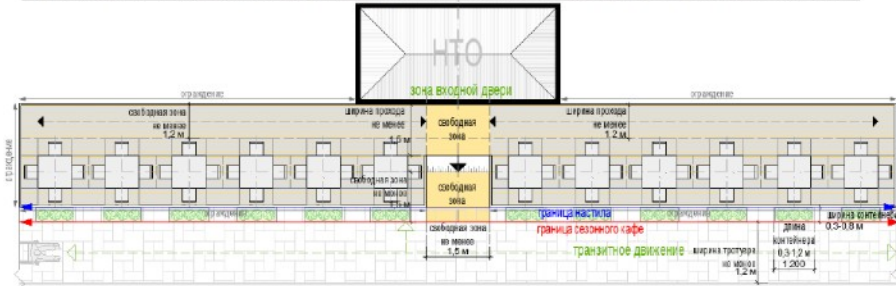 НТО
зона входной двери
ограждение
ограждение
свободная зона
не менее
1,2 м
ширина прохода
не менее
1,5 м
свободная
зона
ширина прохода
не менее
1,2 м
свободная зона
не менее
1,5 м
свободная
зона
ограждение
граница настила
граница сезонного кафе
ширина контейнера
0,3-0,8 м
свободная зона
не менее
1,5 м
транзитное движение
ширина тротуара
не менее
1,2 м
длина
контейнера
0,3 1,2 м
1:200